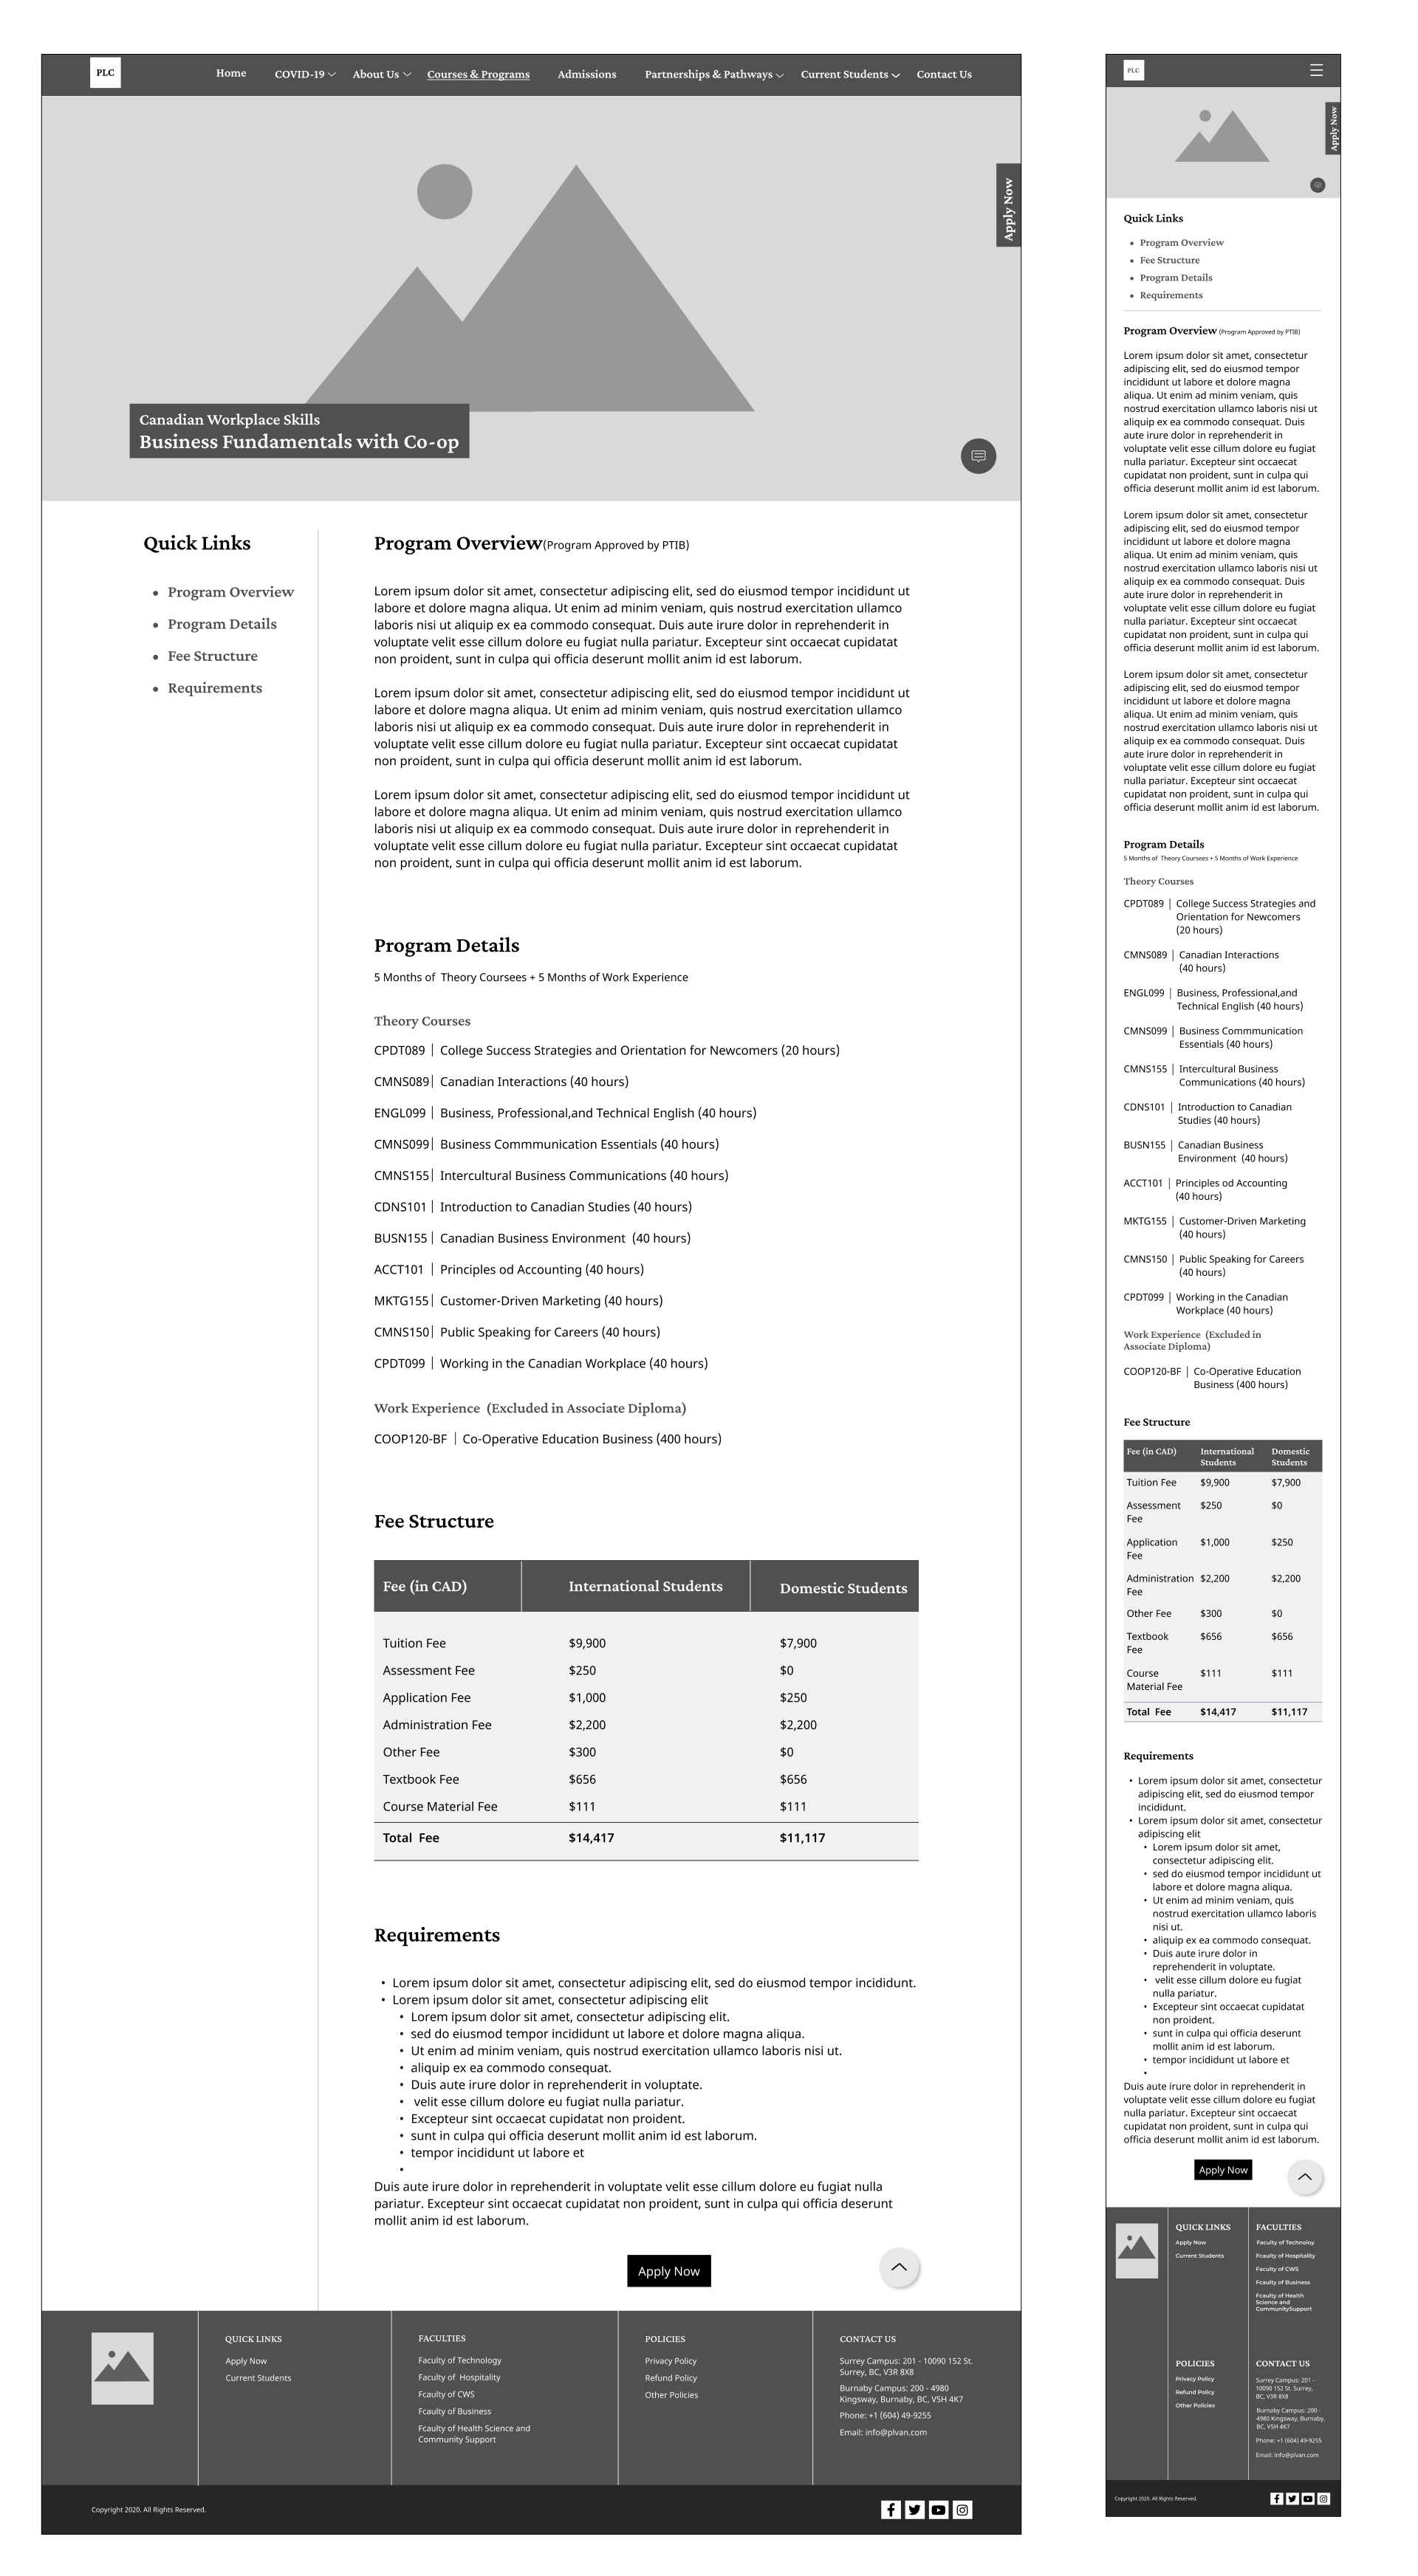 PLC
Home COVID-19 About Us Courses & Programs Admissions Partnerships & Pathways Current Students Contact Us
Apply Now
Canadian Workplace Skills
Business Fundamentals with Co-op
Quick Links
• Program Overview
• Program Details
• Fee Structure
• Requirements
Program Overview(Program Approved by PTIB)
Lorem ipsum dolor sit amet, consectetur adipiscing elit, sed do eiusmod tempor incididunt ut
labore et dolore magna aliqua. Ut enim ad minim veniam, quis nostrud exercitation ullamco
laboris nisi ut aliquip ex ea commodo consequat. Duis aute irure dolor in reprehenderit in
voluptate velit esse cillum dolore eu fugiat nulla pariatur. Excepteur sint occaecat cupidatat
non proident, sunt in culpa qui officia deserunt mollit anim id est laborum.
Lorem ipsum dolor sit amet, consectetur adipiscing elit, sed do eiusmod tempor incididunt ut
labore et dolore magna aliqua. Ut enim ad minim veniam, quis nostrud exercitation ullamco
laboris nisi ut aliquip ex ea commodo consequat. Duis aute irure dolor in reprehenderit in
voluptate velit esse cillum dolore eu fugiat nulla pariatur. Excepteur sint occaecat cupidatat
non proident, sunt in culpa qui officia deserunt mollit anim id est laborum.
Lorem ipsum dolor sit amet, consectetur adipiscing elit, sed do eiusmod tempor incididunt ut
labore et dolore magna aliqua. Ut enim ad minim veniam, quis nostrud exercitation ullamco
laboris nisi ut aliquip ex ea commodo consequat. Duis aute irure dolor in reprehenderit in
voluptate velit esse cillum dolore eu fugiat nulla pariatur. Excepteur sint occaecat cupidatat
non proident, sunt in culpa qui officia deserunt mollit anim id est laborum.
Program Details
5 Months of Theory Coursees + 5 Months of Work Experience
Theory Courses
CPDT089 | College Success Strategies and Orientation for Newcomers (20 hours)
CMNS089| Canadian Interactions (40 hours)
ENGL099 | Business, Professional,and Technical English (40 hours)
CMNS099| Business Commmunication Essentials (40 hours)
CMNS155| Intercultural Business Communications (40 hours)
CDNS101 | Introduction to Canadian Studies (40 hours)
BUSN155 | Canadian Business Environment (40 hours)
ACCT101 | Principles od Accounting (40 hours)
MKTG155| Customer-Driven Marketing (40 hours)
CMNS150| Public Speaking for Careers (40 hours)
CPDT099 | Working in the Canadian Workplace (40 hours)
Work Experience (Excluded in Associate Diploma)
COOP120-BF | Co-Operative Education Business (400 hours)
Fee Structure
Fee (in CAD) International Students Domestic Students
Tuition Fee $9,900 $7,900
Assessment Fee $250 $0
Application Fee $1,000 $250
Administration Fee $2,200 $2,200
Other Fee $300 $0
Textbook Fee $656 $656
Course Material Fee $111 $111
Total Fee $14,417 $11,117
Requirements
• Lorem ipsum dolor sit amet, consectetur adipiscing elit, sed do eiusmod tempor incididunt.
• Lorem ipsum dolor sit amet, consectetur adipiscing elit
• Lorem ipsum dolor sit amet, consectetur adipiscing elit.
• sed do eiusmod tempor incididunt ut labore et dolore magna aliqua.
• Ut enim ad minim veniam, quis nostrud exercitation ullamco laboris nisi ut.
• aliquip ex ea commodo consequat.
• Duis aute irure dolor in reprehenderit in voluptate.
• velit esse cillum dolore eu fugiat nulla pariatur.
• Excepteur sint occaecat cupidatat non proident.
• sunt in culpa qui officia deserunt mollit anim id est laborum.
• tempor incididunt ut labore et
•
Duis aute irure dolor in reprehenderit in voluptate velit esse cillum dolore eu fugiat nulla
pariatur. Excepteur sint occaecat cupidatat non proident, sunt in culpa qui officia deserunt
mollit anim id est laborum.
Apply Now
QUICK LINKS
Apply Now
Current Students
FACULTIES
Faculty of Technology
Faculty of Hospitality
Fcaulty of CWS
Fcaulty of Business
Fcaulty of Health Science and
Community Support
POLICIES
Privacy Policy
Refund Policy
Other Policies
CONTACT US
Surrey Campus: 201 - 10090 152 St.
Surrey, BC, V3R 8X8
Burnaby Campus: 200 - 4980
Kingsway, Burnaby, BC, V5H 4K7
Phone: +1 (604) 49-9255
Email: info@plvan.com
Copyright 2020. All Rights Reserved.
PLC
Apply Now
Quick Links
• Program Overview
• Fee Structure
• Program Details
• Requirements
Program Overview (Program Approved by PTIB)
Lorem ipsum dolor sit amet, consectetur
adipiscing elit, sed do eiusmod tempor
incididunt ut labore et dolore magna
aliqua. Ut enim ad minim veniam, quis
nostrud exercitation ullamco laboris nisi ut
aliquip ex ea commodo consequat. Duis
aute irure dolor in reprehenderit in
voluptate velit esse cillum dolore eu fugiat
nulla pariatur. Excepteur sint occaecat
cupidatat non proident, sunt in culpa qui
officia deserunt mollit anim id est laborum.
Lorem ipsum dolor sit amet, consectetur
adipiscing elit, sed do eiusmod tempor
incididunt ut labore et dolore magna
aliqua. Ut enim ad minim veniam, quis
nostrud exercitation ullamco laboris nisi ut
aliquip ex ea commodo consequat. Duis
aute irure dolor in reprehenderit in
voluptate velit esse cillum dolore eu fugiat
nulla pariatur. Excepteur sint occaecat
cupidatat non proident, sunt in culpa qui
officia deserunt mollit anim id est laborum.
Lorem ipsum dolor sit amet, consectetur
adipiscing elit, sed do eiusmod tempor
incididunt ut labore et dolore magna
aliqua. Ut enim ad minim veniam, quis
nostrud exercitation ullamco laboris nisi ut
aliquip ex ea commodo consequat. Duis
aute irure dolor in reprehenderit in
voluptate velit esse cillum dolore eu fugiat
nulla pariatur. Excepteur sint occaecat
cupidatat non proident, sunt in culpa qui
officia deserunt mollit anim id est laborum.
Program Details
5 Months of Theory Coursees + 5 Months of Work Experience
Theory Courses
CPDT089 | College Success Strategies and
Orientation for Newcomers
(20 hours)
CMNS089 | Canadian Interactions
(40 hours)
ENGL099 | Business, Professional,and
Technical English (40 hours)
CMNS099 | Business Commmunication
Essentials (40 hours)
CMNS155 | Intercultural Business
Communications (40 hours)
CDNS101 | Introduction to Canadian
Studies (40 hours)
BUSN155 | Canadian Business
Environment (40 hours)
ACCT101 | Principles od Accounting
(40 hours)
MKTG155 | Customer-Driven Marketing
(40 hours)
CMNS150 | Public Speaking for Careers
(40 hours)
CPDT099 | Working in the Canadian
Workplace (40 hours)
Work Experience (Excluded in
Associate Diploma)
COOP120-BF | Co-Operative Education
Business (400 hours)
Fee Structure
Fee (in CAD) International Domestic
Students Students
Tuition Fee $9,900 $7,900
Assessment $250 $0
Fee
Application $1,000 $250
Fee
Administration $2,200 $2,200
Fee
Other Fee $300 $0
Textbook $656 $656
Fee
Course $111 $111
Material Fee
Total Fee $14,417 $11,117
Requirements
• Lorem ipsum dolor sit amet, consectetur
adipiscing elit, sed do eiusmod tempor
incididunt.
• Lorem ipsum dolor sit amet, consectetur
adipiscing elit
• Lorem ipsum dolor sit amet,
consectetur adipiscing elit.
• sed do eiusmod tempor incididunt ut
labore et dolore magna aliqua.
• Ut enim ad minim veniam, quis
nostrud exercitation ullamco laboris
nisi ut.
• aliquip ex ea commodo consequat.
• Duis aute irure dolor in
reprehenderit in voluptate.
• velit esse cillum dolore eu fugiat
nulla pariatur.
• Excepteur sint occaecat cupidatat
non proident.
• sunt in culpa qui officia deserunt
mollit anim id est laborum.
• tempor incididunt ut labore et
•
Duis aute irure dolor in reprehenderit in
voluptate velit esse cillum dolore eu fugiat
nulla pariatur. Excepteur sint occaecat
cupidatat non proident, sunt in culpa qui
officia deserunt mollit anim id est laborum.
Apply Now
QUICK LINKS
Apply Now
Current Students
FACULTIES
Faculty of Technoloy
Fcaulty of Hospitality
Fcaulty of CWS
Fcaulty of Business
Fcaulty of Health
Science and
CommunitySupport
POLICIES
Privacy Policy
Refund Policy
Other Policies
CONTACT US
Surrey Campus: 201 -
10090 152 St. Surrey,
BC, V3R 8X8
Burnaby Campus: 200 -
4980 Kingsway, Burnaby,
BC, V5H 4K7
Phone: +1 (604) 49-9255
Email: info@plvan.com
Copyright 2020. All Rights Reserved.